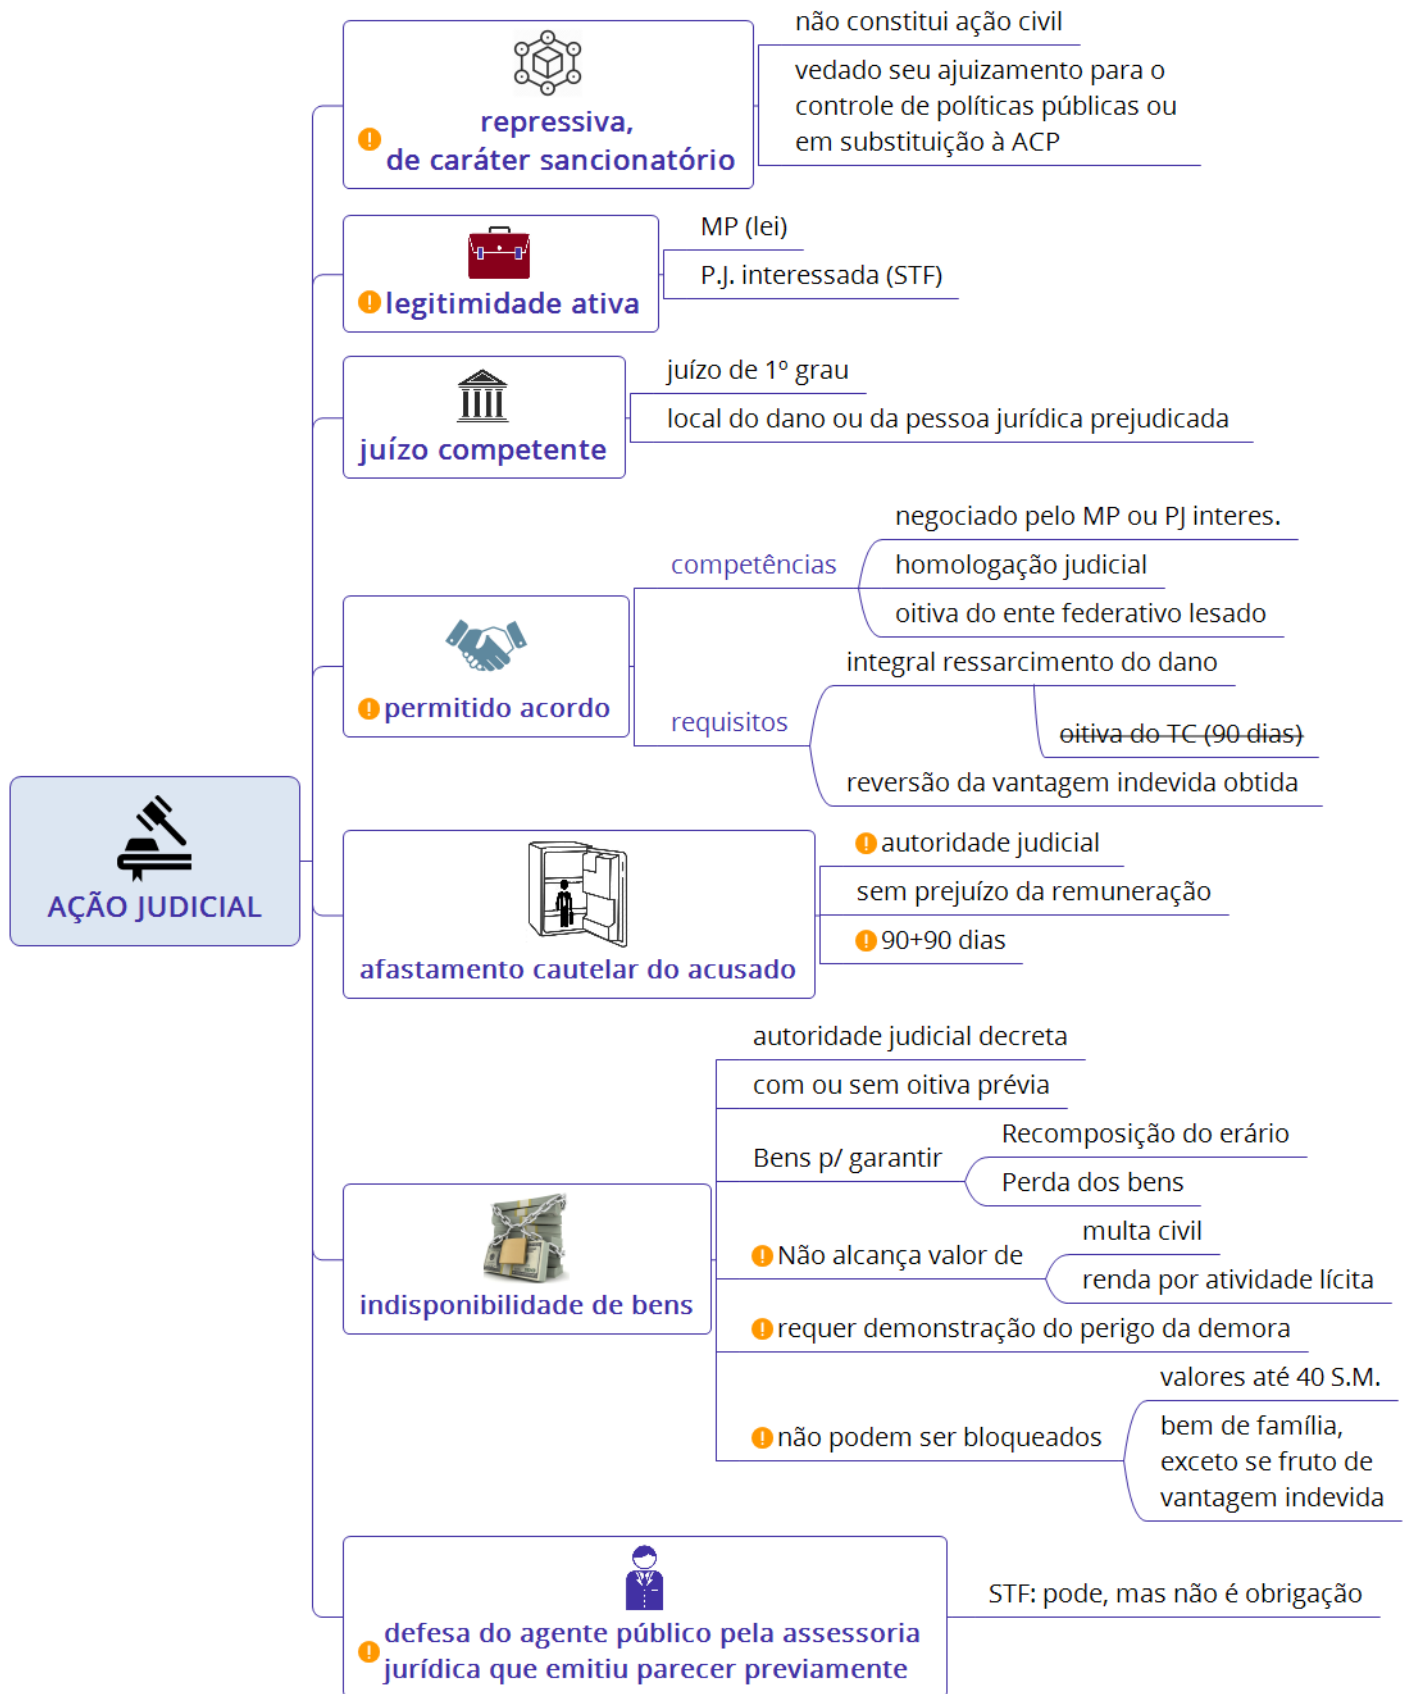 AÇÃO JUDICIAL
repressiva,
de caráter sancionatório
não constitui ação civil
vedado seu ajuizamento para o
controle de políticas públicas ou
em substituição à ACP
legitimidade ativa
MP (lei)
P.J. interessada (STF)
juízo competente
juízo de 1º grau
local do dano ou da pessoa jurídica prejudicada
permitido acordo
competências
negociado pelo MP ou PJ interes.
homologação judicial
oitiva do ente federativo lesado
requisitos
integral ressarcimento do dano
oitiva do TC (90 dias)
reversão da vantagem indevida obtida
afastamento cautelar do acusado
autoridade judicial
sem prejuízo da remuneração
90+90 dias
indisponibilidade de bens
autoridade judicial decreta
com ou sem oitiva prévia
Bens p/ garantir
Recomposição do erário
Perda dos bens
Não alcança valor de
multa civil
renda por atividade lícita
requer demonstração do perigo da demora
não podem ser bloqueados
valores até 40 S.M.
bem de família,
exceto se fruto de
vantagem indevida
defesa do agente público pela assessoria
jurídica que emitiu parecer previamente
STF: pode, mas não é obrigação